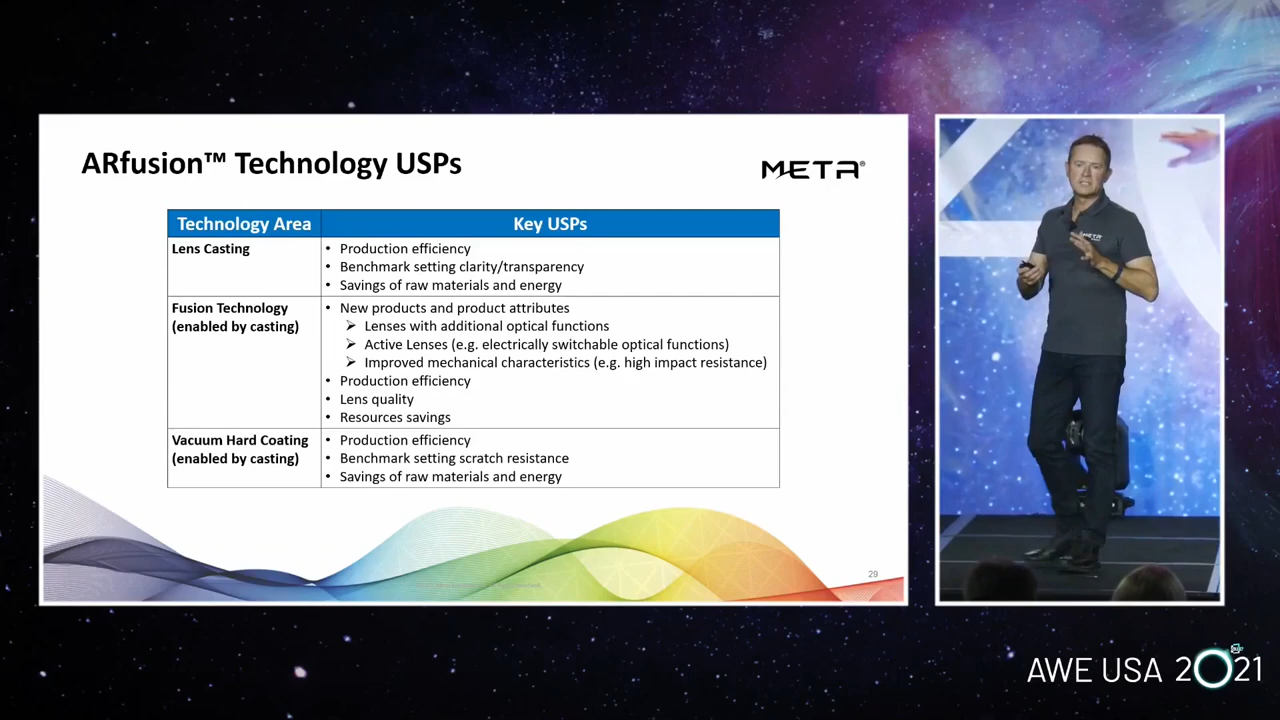 ARfusion™ Technology USPs
META®
Technology Area
Key USPs
Lens Casting
• Production efficiency
• Benchmark setting clarity/transparency
• Savings of raw materials and energy
Fusion Technology
(enabled by casting)
• New products and product attributes
➢ Lenses with additional optical functions
➢ Active Lenses (e.g. electrically switchable optical functions)
➢ Improved mechanical characteristics (e.g. high impact resistance)
• Production efficiency
• Lens quality
• Resources savings
Vacuum Hard Coating
(enabled by casting)
• Production efficiency
• Benchmark setting scratch resistance
• Savings of raw materials and energy
29
META
AWE USA 2021